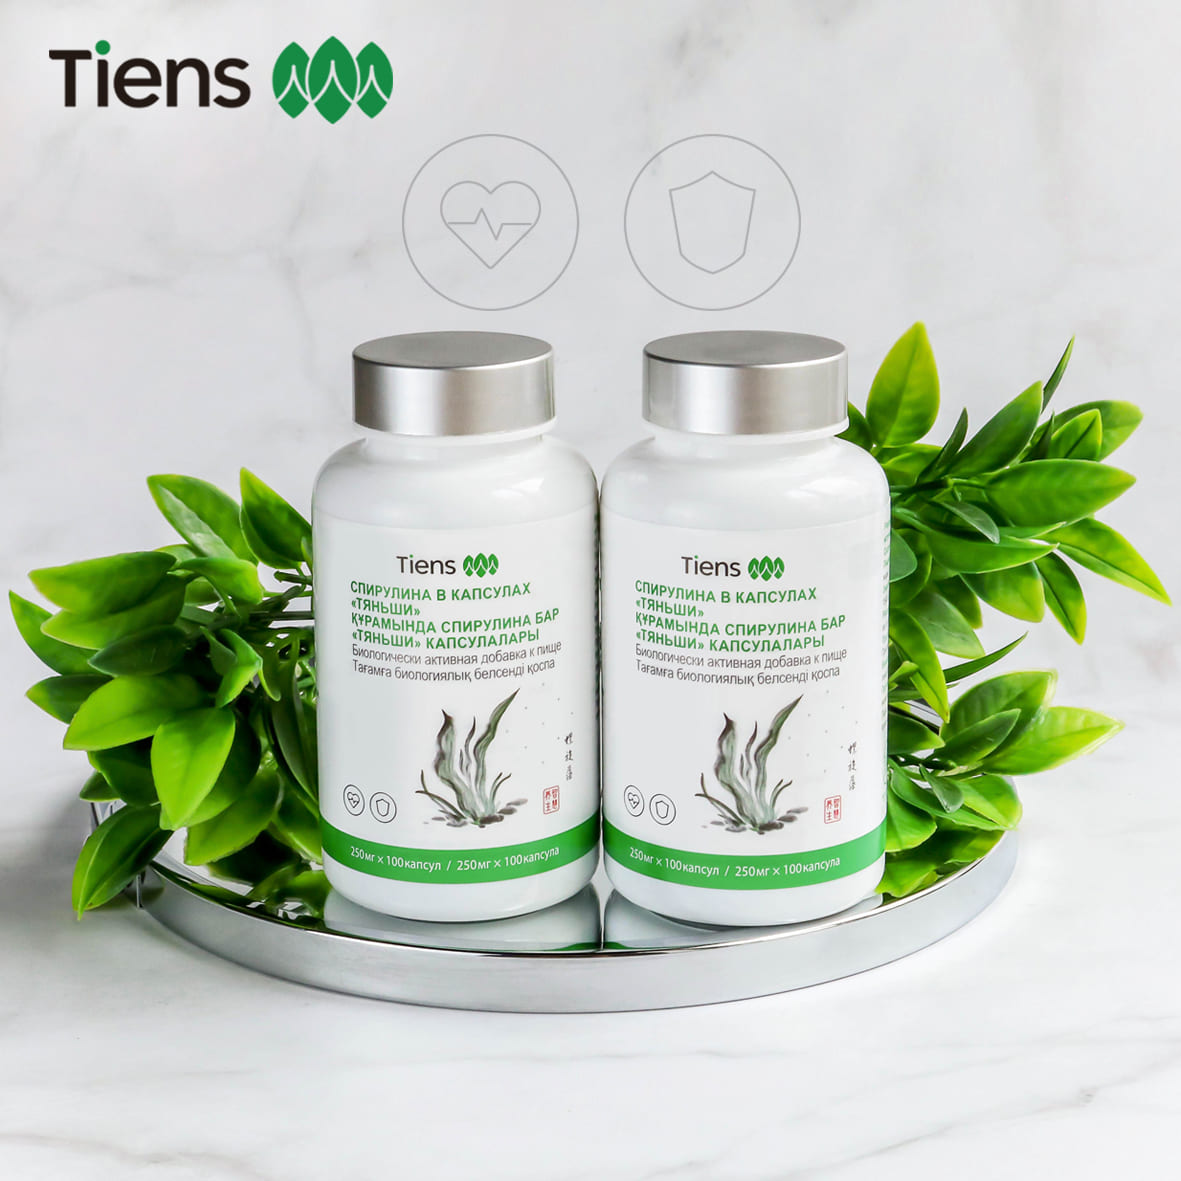 Tiens
Tiens
СПИРУЛИНА В КАПСУЛАХ
«ТЯНЬШИ»
ҚҰРАМЫНДА СПИРУЛИНА БАР
«ТЯНЬШИ» КАПСУЛАЛАРЫ
Биологически активная добавка к пище
Тағамға биологиялық белсенді қоспа
250мг × 100капсул / 250мг × 100капсула
Tiens
СПИРУЛИНА В КАПСУЛАХ
«ТЯНЬШИ»
ҚҰРАМЫНДА СПИРУЛИНА БАР
«ТЯНЬШИ» КАПСУЛАЛАРЫ
Биологически активная добавка к пище
Тағамға биологиялық белсенді қоспа
250мг × 100капсул / 250мг × 100капсула